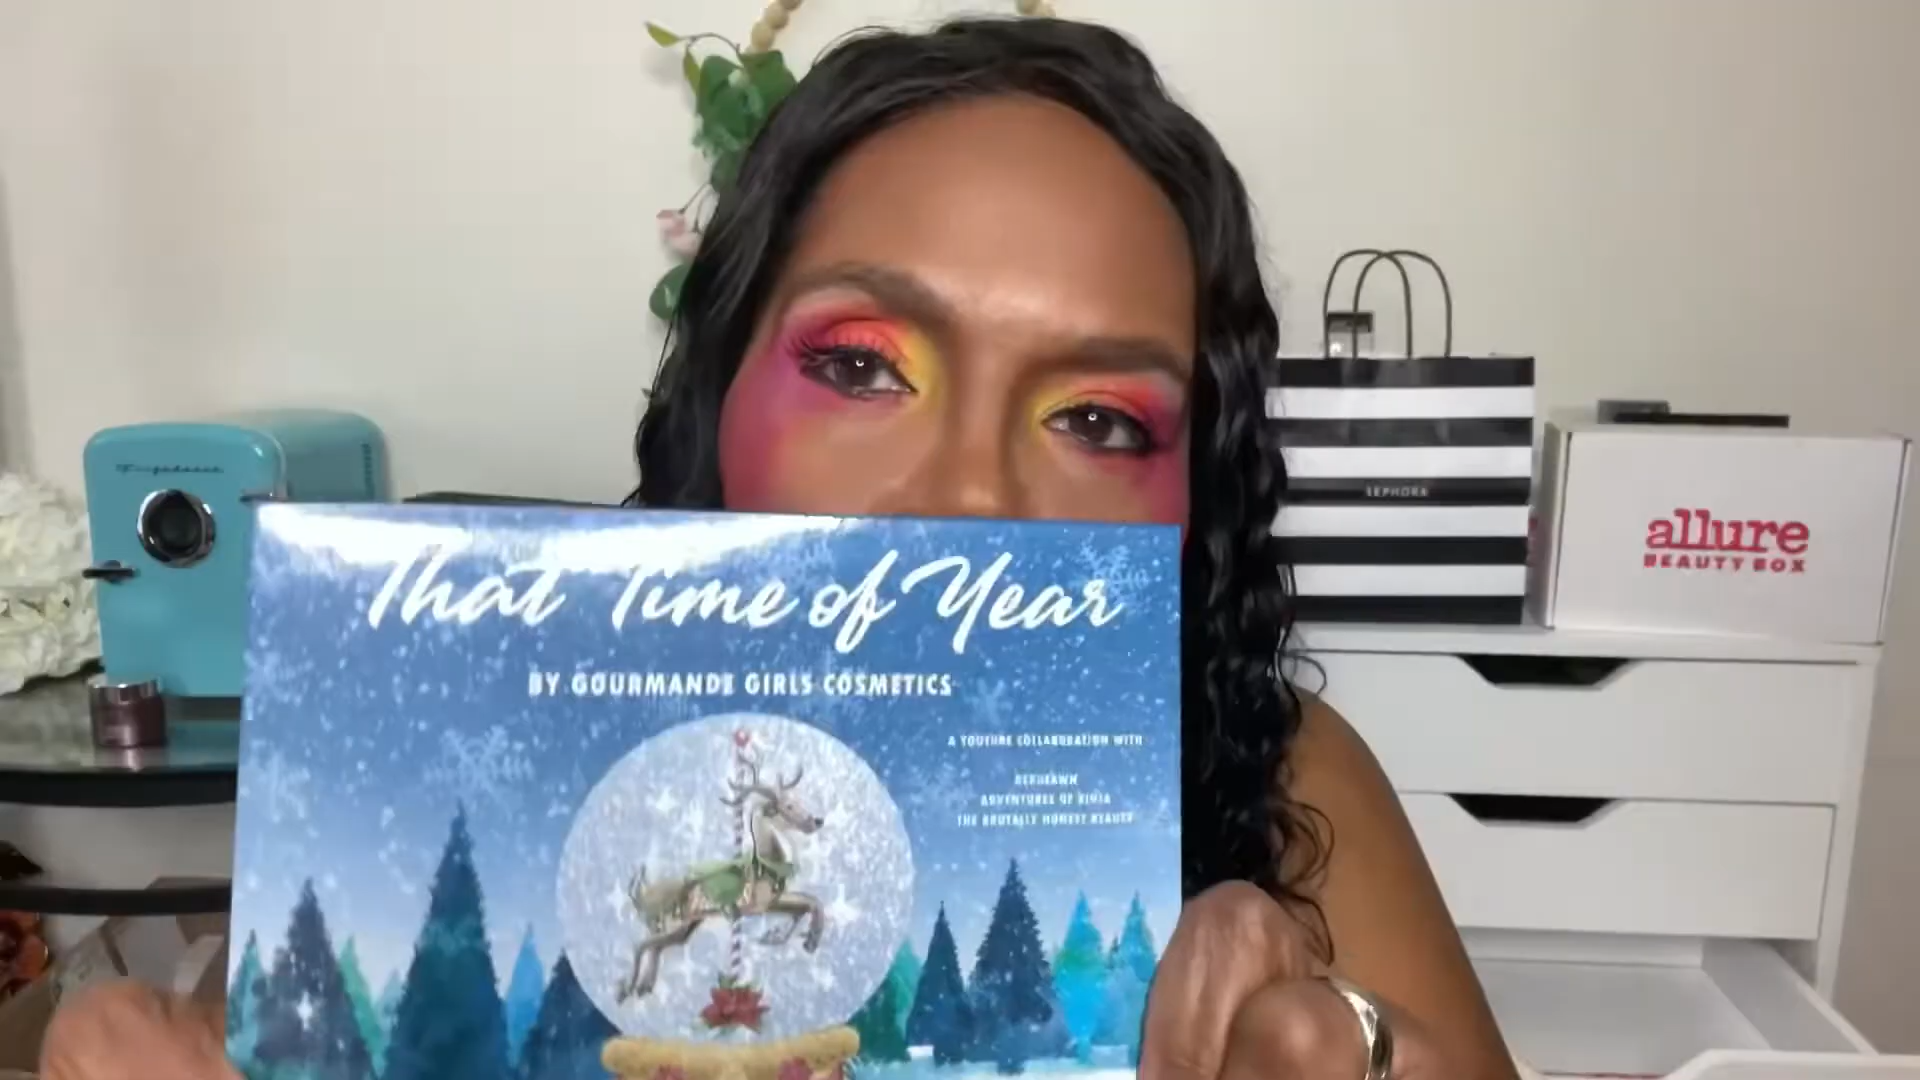 That Time of Year
BY GOURMANDE GIRLS COSMETICS
A YOUTUBE COLLABORATION WITH
ADVENTURES OF
THE BRUTALLY HONEST BEAUTY
SEPHORA
allure
BEAUTY BOX
Frigidaire